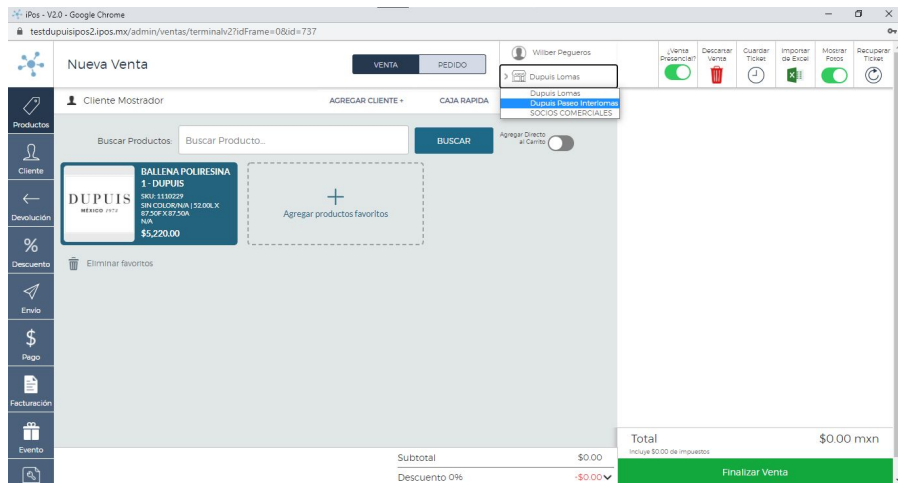 iPos - V2.0 - Google Chrome
testdupuisipos2.ipos.mx/admin/ventas/terminalv2?idFrame=0&id=737
Nueva Venta
VENTA
PEDIDO
Wilber Pegueros
Dupuis Lomas
Dupuis Lomas
Dupuis Paseo Interlomas
SOCIOS COMERCIALES
¿Venta
Presencial?
Descartar
Venta
Guardar
Ticket
Importar
de Excel
Mostrar
Fotos
Recuperar
Ticket
Productos
Cliente
Devolución
Descuento
Envío
Pago
Facturación
Evento
Cliente Mostrador
AGREGAR CLIENTE +
CAJA RAPIDA
Buscar Productos:
Buscar Producto...
BUSCAR
Agregar Directo
al Carrito
DUPUIS
MÉXICO 1972
BALLENA POLIRESINA
1 - DUPUIS
SKU: 1110229
SIN COLOR/N/A | 52.00L X
87.50F X 87.50A
N/A
$5,220.00
Agregar productos favoritos
Eliminar favoritos
Subtotal
$0.00
Descuento 0%
-$0.00
Total
$0.00 mxn
Incluye $0.00 de impuestos
Finalizar Venta